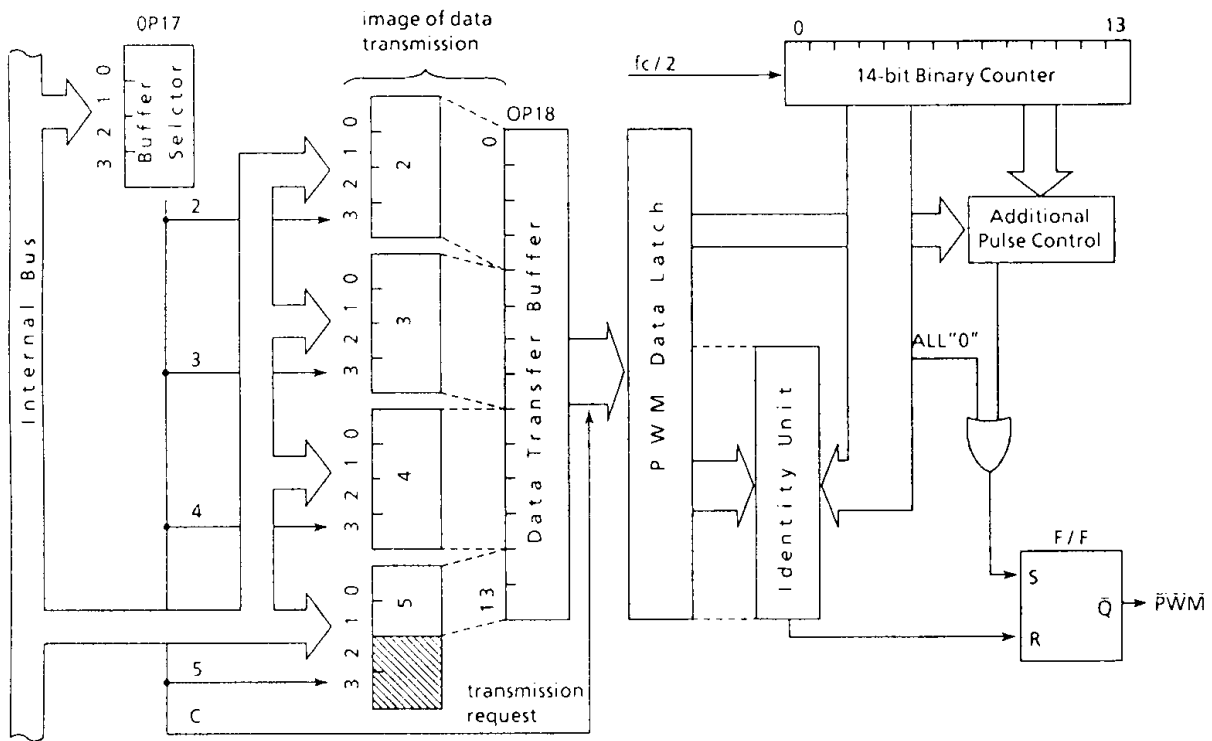 OP17
Buffer
Selctor
0
1
2
3
Internal Bus
image of data
transmission
2
3
4
5
C
0
1
2
3
2
0
1
2
3
3
0
1
2
3
4
0
1
2
3
5
transmission
request
OP18
0
Data Transfer Buffer
13
fc/2
0
13
14-bit Binary Counter
PWM Data Latch
Additional
Pulse Control
ALL"0"
Identity Unit
F/F
S
R
Q̄
P̄W̄M̄